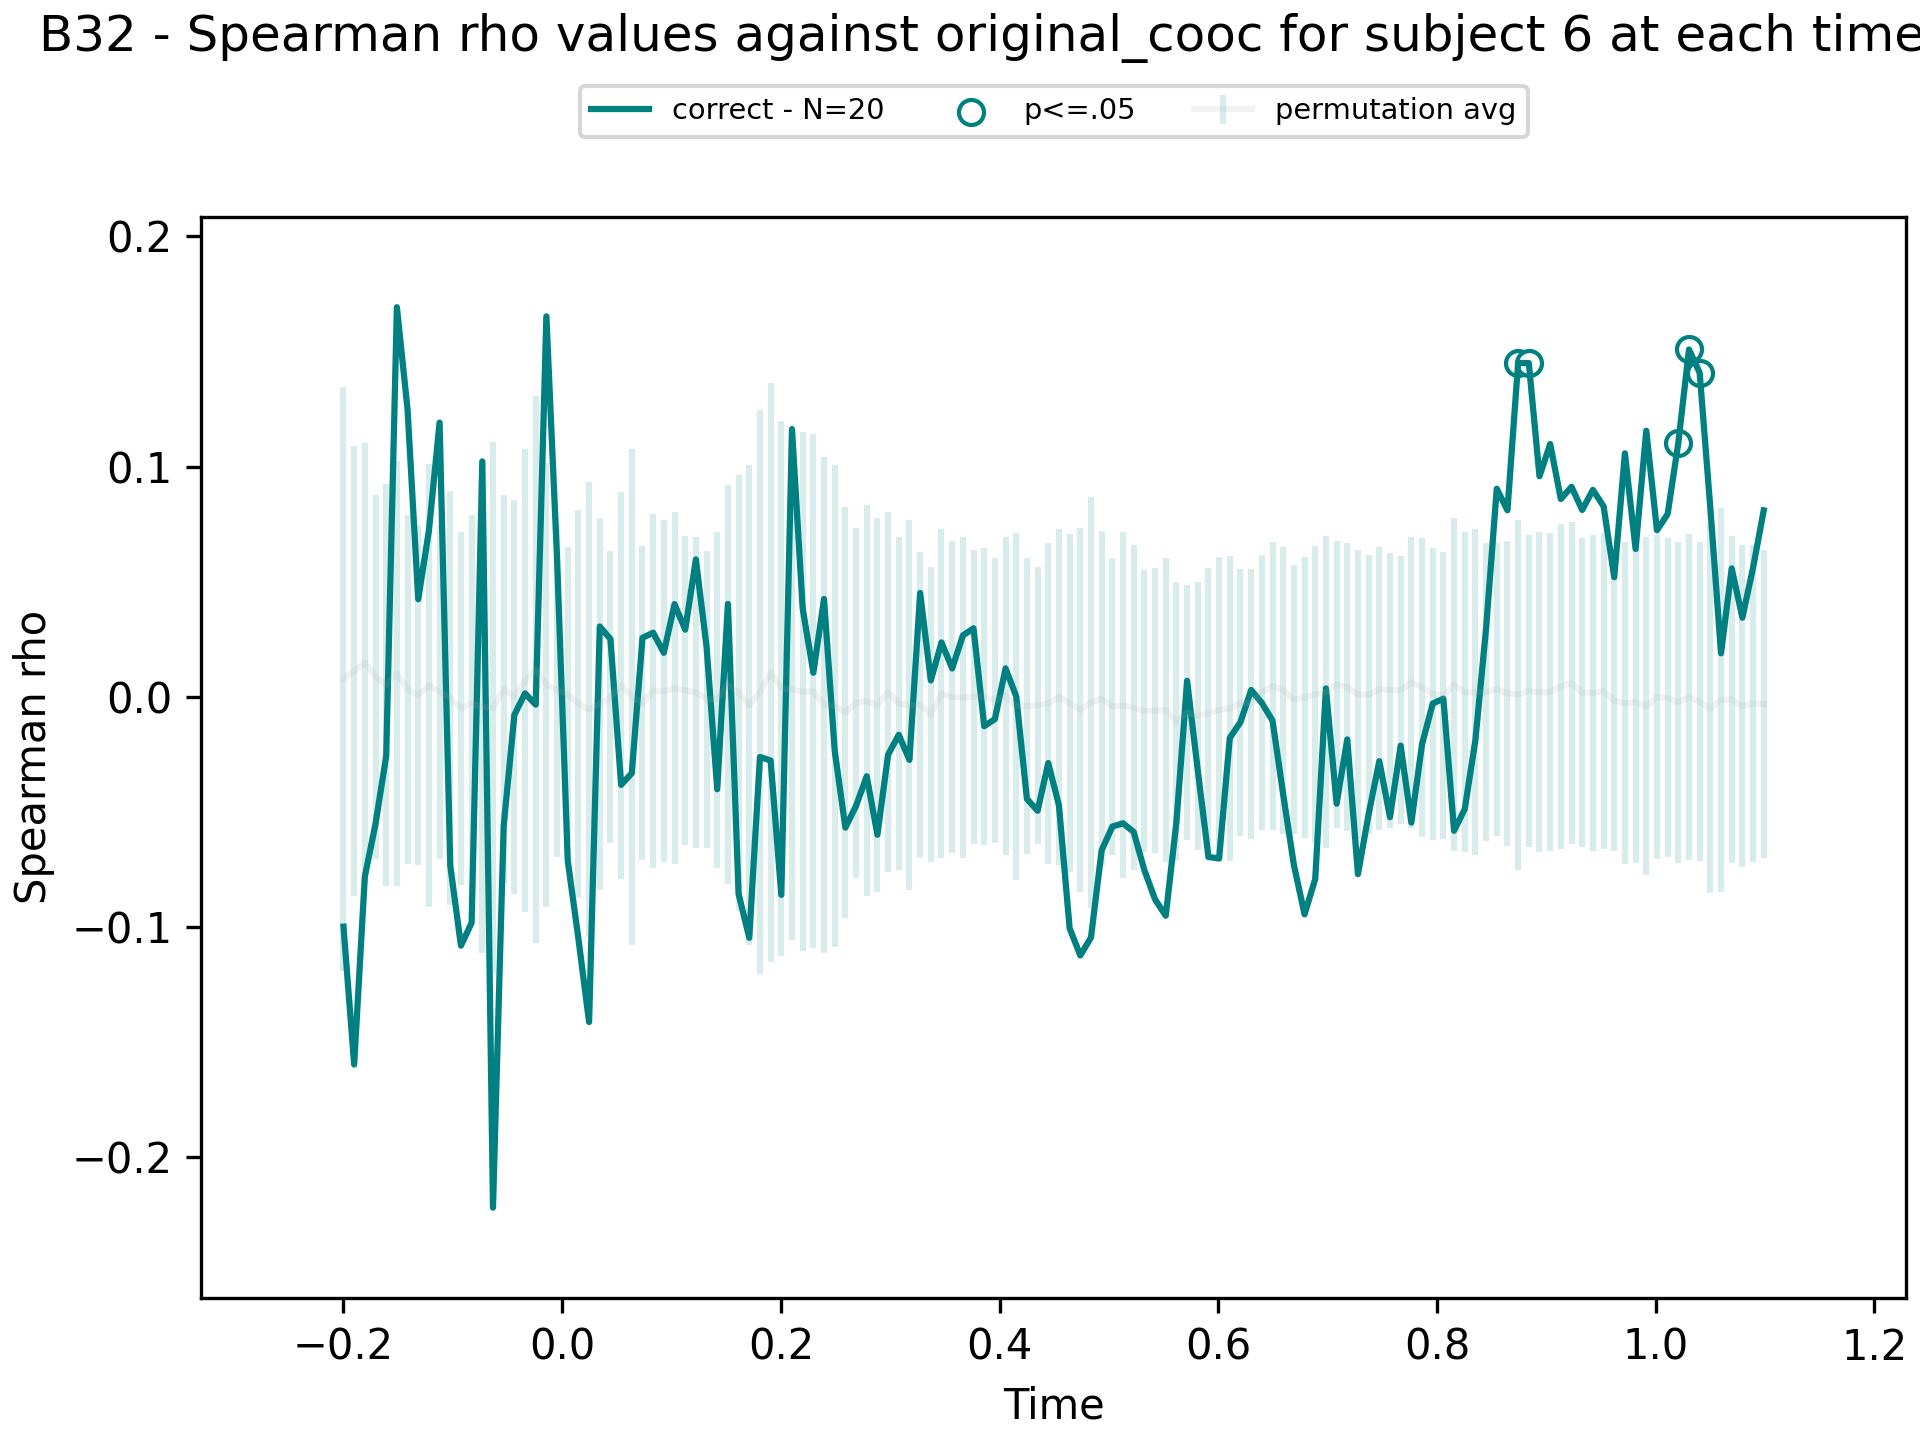 B32 - Spearman rho values against original_cooc for subject 6 at each time
correct - N=20 p<=.05 permutation avg
0.2
0.1
0.0
−0.1
−0.2
Spearman rho
−0.2 0.0 0.2 0.4 0.6 0.8 1.0 1.2
Time